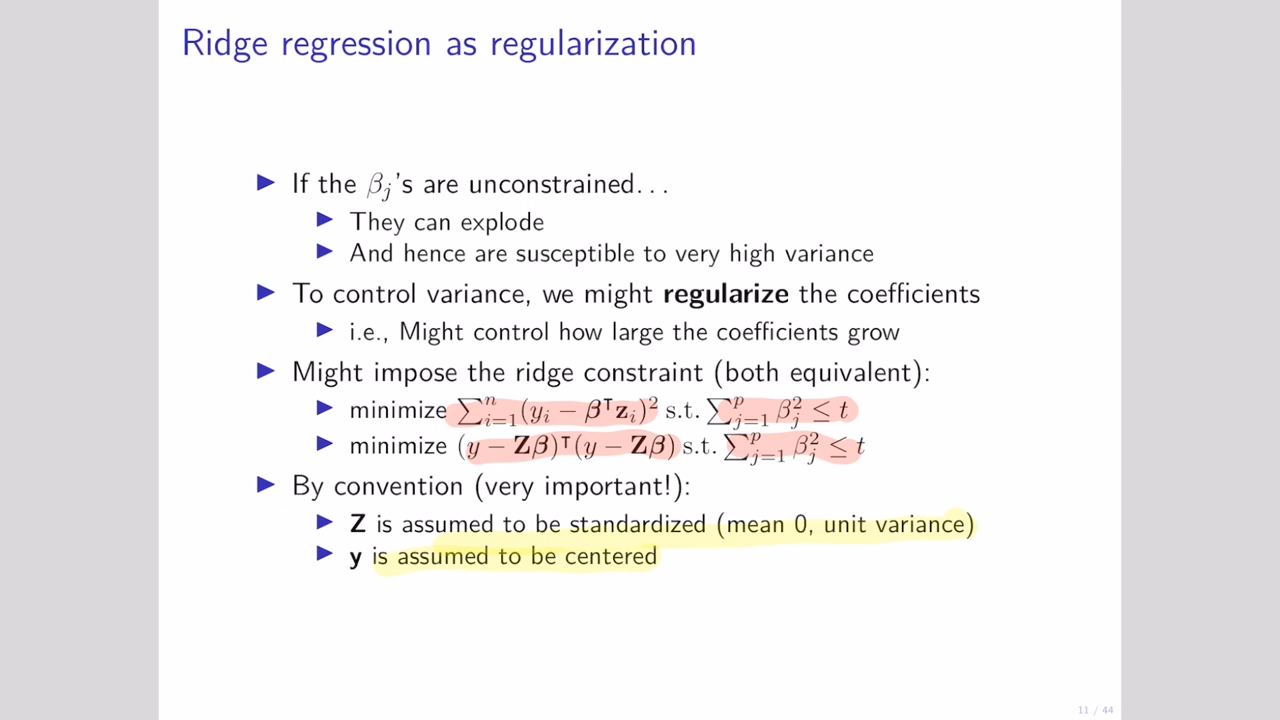 Ridge regression as regularization
▶ If the βⱼ's are unconstrained...
▶ They can explode
▶ And hence are susceptible to very high variance
▶ To control variance, we might regularize the coefficients
▶ i.e., Might control how large the coefficients grow
▶ Might impose the ridge constraint (both equivalent):
▶ minimize ∑ⁿᵢ₌₁(yᵢ − β⊤zᵢ)² s.t. ∑ᵖⱼ₌₁ βⱼ² ≤ t
▶ minimize (y − Zβ)⊤(y − Zβ) s.t. ∑ᵖⱼ₌₁ βⱼ² ≤ t
▶ By convention (very important!):
▶ Z is assumed to be standardized (mean 0, unit variance)
▶ y is assumed to be centered
11 / 44